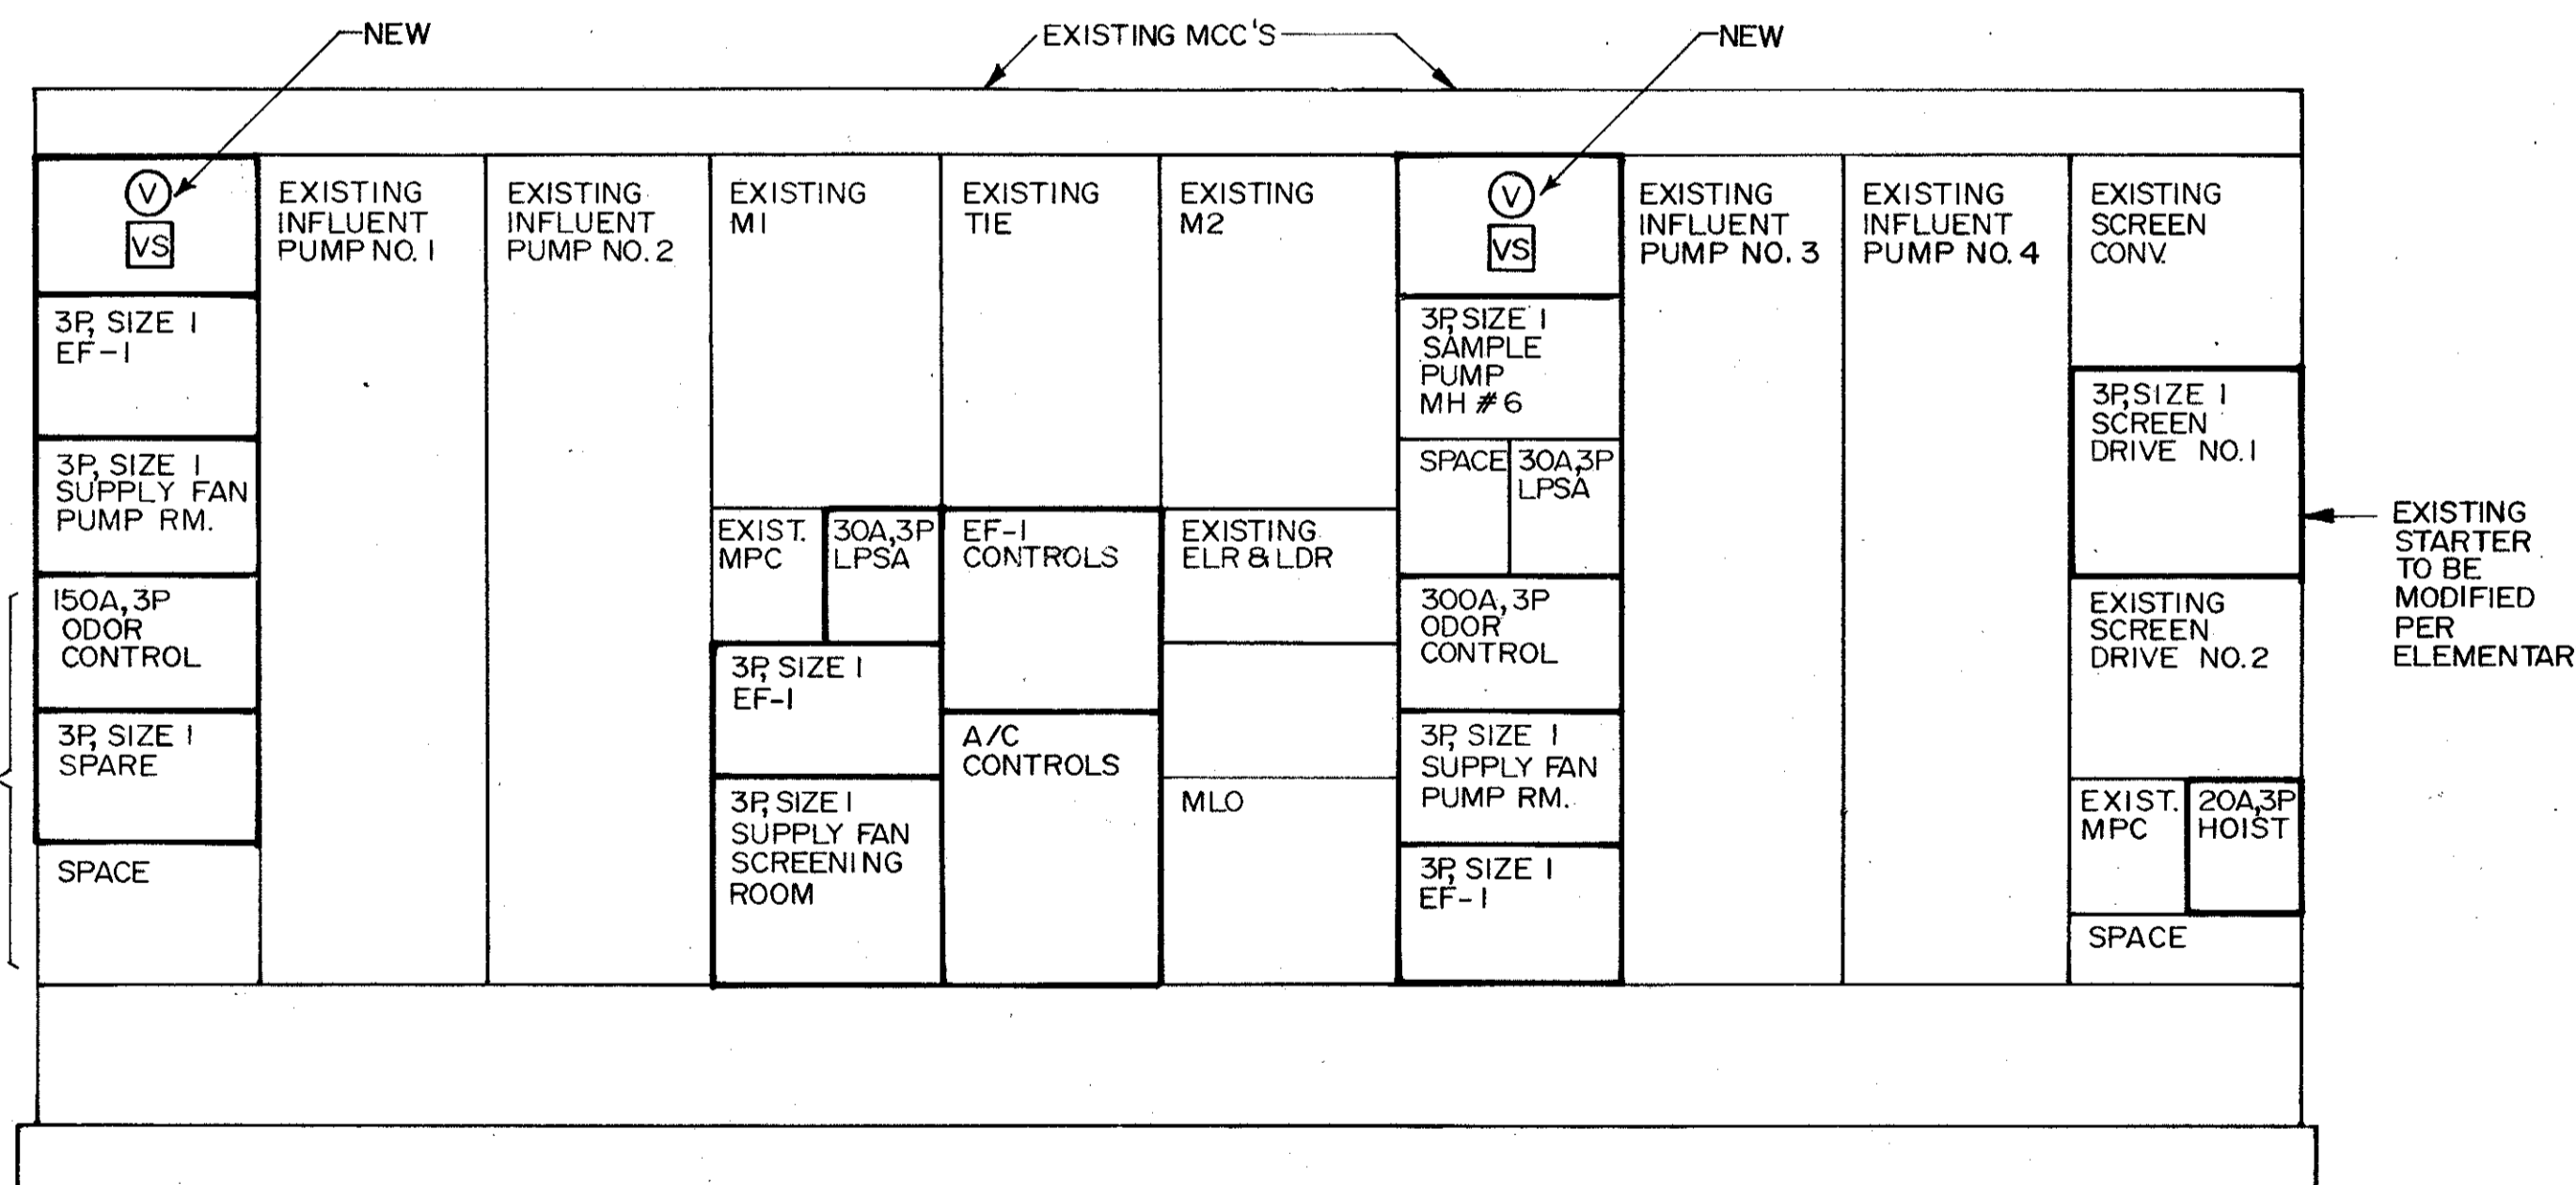 NEW
EXISTING MCC'S
NEW
V
VS
3P, SIZE 1
EF-1
3P, SIZE 1
SUPPLY FAN
PUMP RM.
150A, 3P
ODOR
CONTROL
3P, SIZE 1
SPARE
SPACE
EXISTING
INFLUENT
PUMP NO. 1
EXISTING
INFLUENT
PUMP NO. 2
EXISTING
M1
EXIST.
MPC
30A,3P
LPSA
3P, SIZE 1
EF-1
3P, SIZE 1
SUPPLY FAN
SCREENING
ROOM
EXISTING
TIE
EF-1
CONTROLS
A/C
CONTROLS
EXISTING
M2
EXISTING
ELR & LDR
MLO
V
VS
3P, SIZE 1
SAMPLE
PUMP
MH #6
SPACE
30A,3P
LPSA
300A, 3P
ODOR
CONTROL
3P, SIZE 1
SUPPLY FAN
PUMP RM.
3P, SIZE 1
EF-1
EXISTING
INFLUENT
PUMP NO. 3
EXISTING
INFLUENT
PUMP NO. 4
EXISTING
SCREEN
CONV.
3P, SIZE 1
SCREEN
DRIVE NO. 1
EXISTING
SCREEN
DRIVE NO. 2
EXIST.
MPC
20A,3P
HOIST
SPACE
EXISTING
STARTER
TO BE
MODIFIED
PER
ELEMENTAR